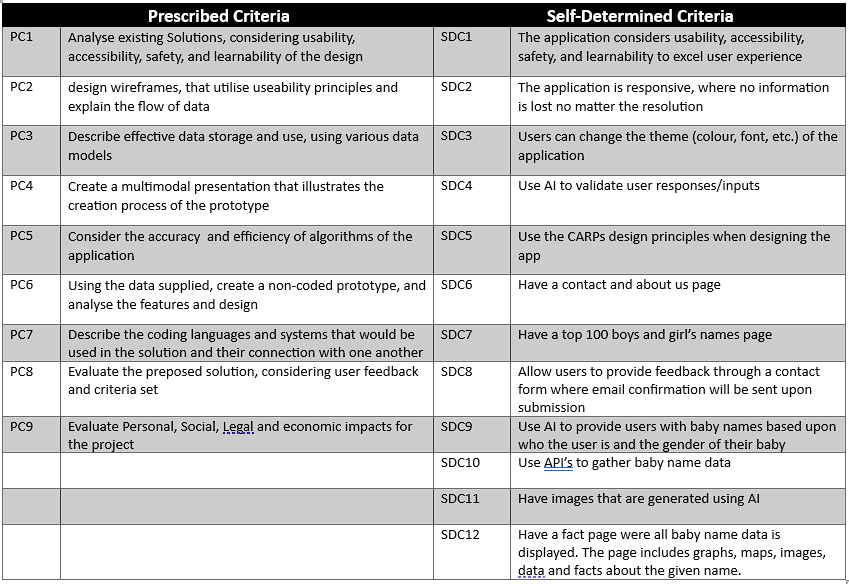 Prescribed Criteria Self-Determined Criteria
PC1 Analyse existing Solutions, considering usability, SDC1 The application considers usability, accessibility,
accessibility, safety, and learnability of the design safety, and learnability to excel user experience
PC2 design wireframes, that utilise useability principles and SDC2 The application is responsive, where no information
explain the flow of data is lost no matter the resolution
PC3 Describe effective data storage and use, using various data SDC3 Users can change the theme (colour, font, etc.) of the
models application
PC4 Create a multimodal presentation that illustrates the SDC4 Use AI to validate user responses/inputs
creation process of the prototype
PC5 Consider the accuracy and efficiency of algorithms of the SDC5 Use the CARPs design principles when designing the
application app
PC6 Using the data supplied, create a non-coded prototype, and SDC6 Have a contact and about us page
analyse the features and design
PC7 Describe the coding languages and systems that would be SDC7 Have a top 100 boys and girl's names page
used in the solution and their connection with one another
PC8 Evaluate the preposed solution, considering user feedback SDC8 Allow users to provide feedback through a contact
and criteria set form where email confirmation will be sent upon
submission
PC9 Evaluate Personal, Social, Legal and economic impacts for SDC9 Use AI to provide users with baby names based upon
the project who the user is and the gender of their baby
SDC10 Use API's to gather baby name data
SDC11 Have images that are generated using AI
SDC12 Have a fact page were all baby name data is
displayed. The page includes graphs, maps, images,
data and facts about the given name.